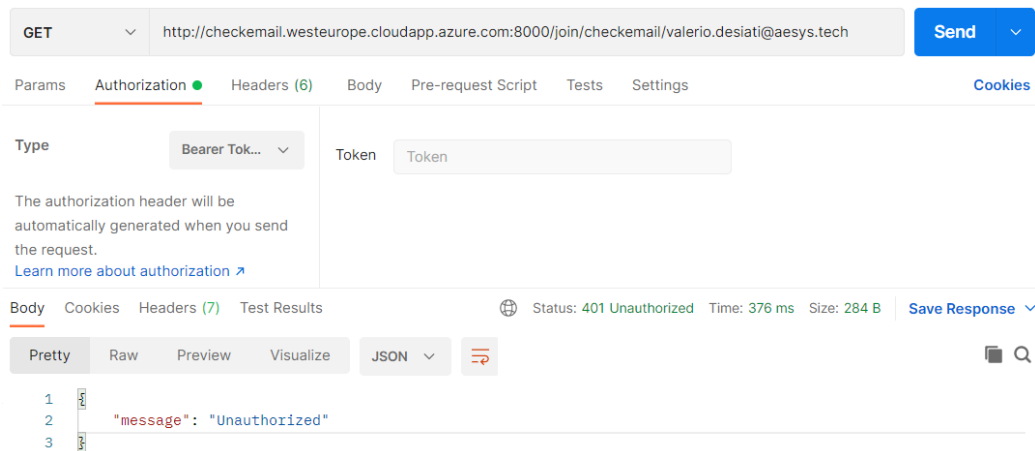 GET http://checkemail.westeurope.cloudapp.azure.com:8000/join/checkemail/valerio.desiati@aesys.tech Send
Params Authorization Headers (6) Body Pre-request Script Tests Settings Cookies
Type Bearer Tok... Token Token
The authorization header will be
automatically generated when you send
the request.
Learn more about authorization ↗
Body Cookies Headers (7) Test Results Status: 401 Unauthorized Time: 376 ms Size: 284 B Save Response
Pretty Raw Preview Visualize JSON
1 {
2 "message": "Unauthorized"
3 }